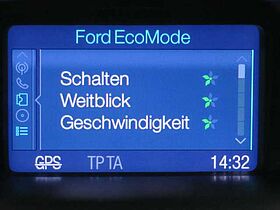 Ford EcoMode
Schalten
Weitblick
Geschwindigkeit
GPS TP TA 14:32